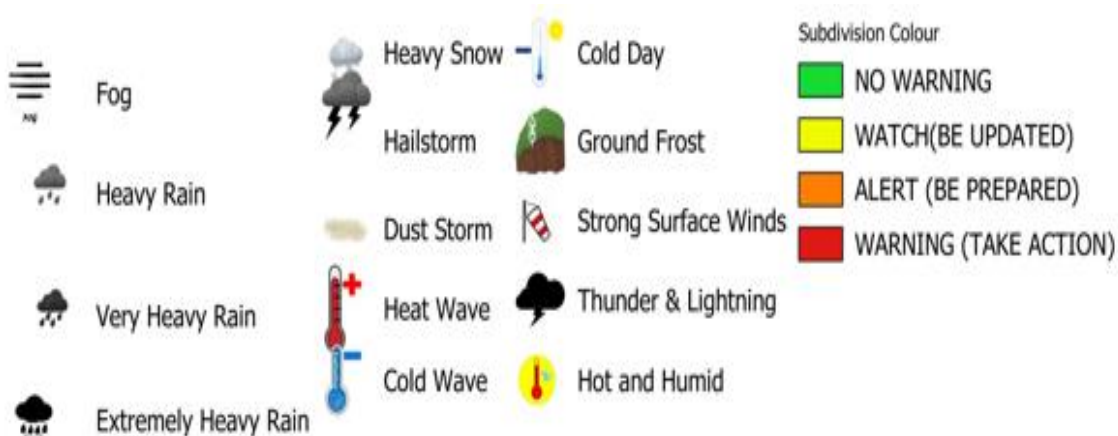 Fog
Heavy Rain
Very Heavy Rain
Extremely Heavy Rain
Heavy Snow
Hailstorm
Dust Storm
Heat Wave
Cold Wave
Cold Day
Ground Frost
Strong Surface Winds
Thunder & Lightning
Hot and Humid
Subdivision Colour
NO WARNING
WATCH(BE UPDATED)
ALERT (BE PREPARED)
WARNING (TAKE ACTION)